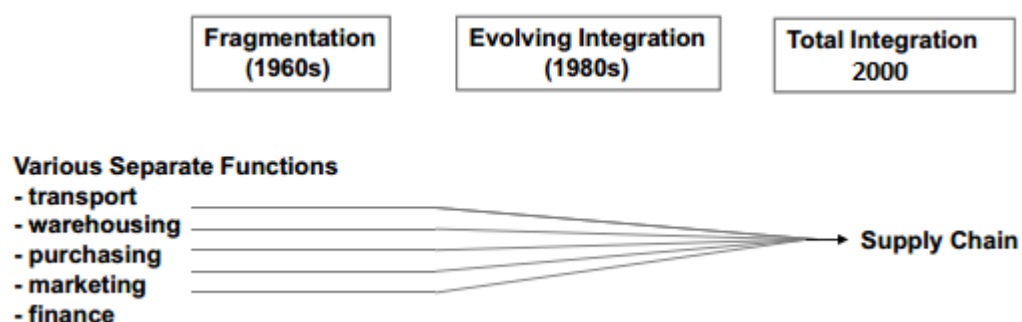 Fragmentation
(1960s)
Evolving Integration
(1980s)
Total Integration
2000
Various Separate Functions
- transport
- warehousing
- purchasing
- marketing
- finance
Supply Chain